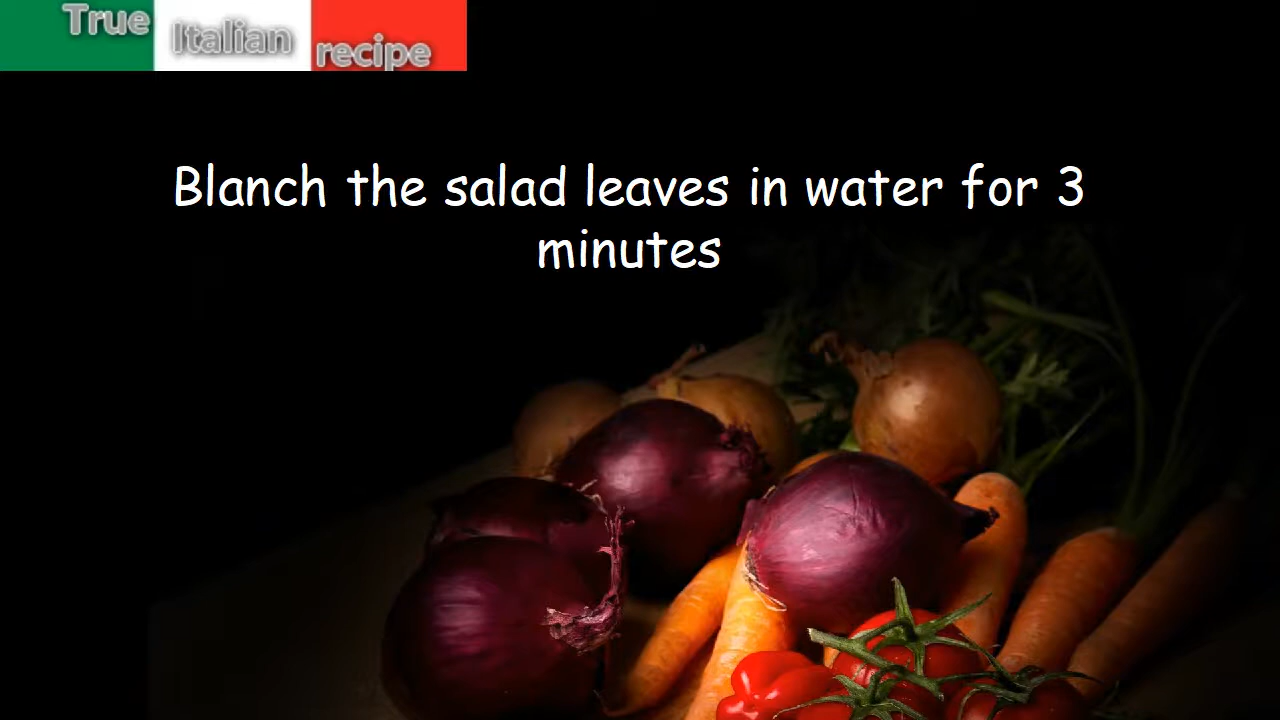 True Italian recipe
Blanch the salad leaves in water for 3
minutes